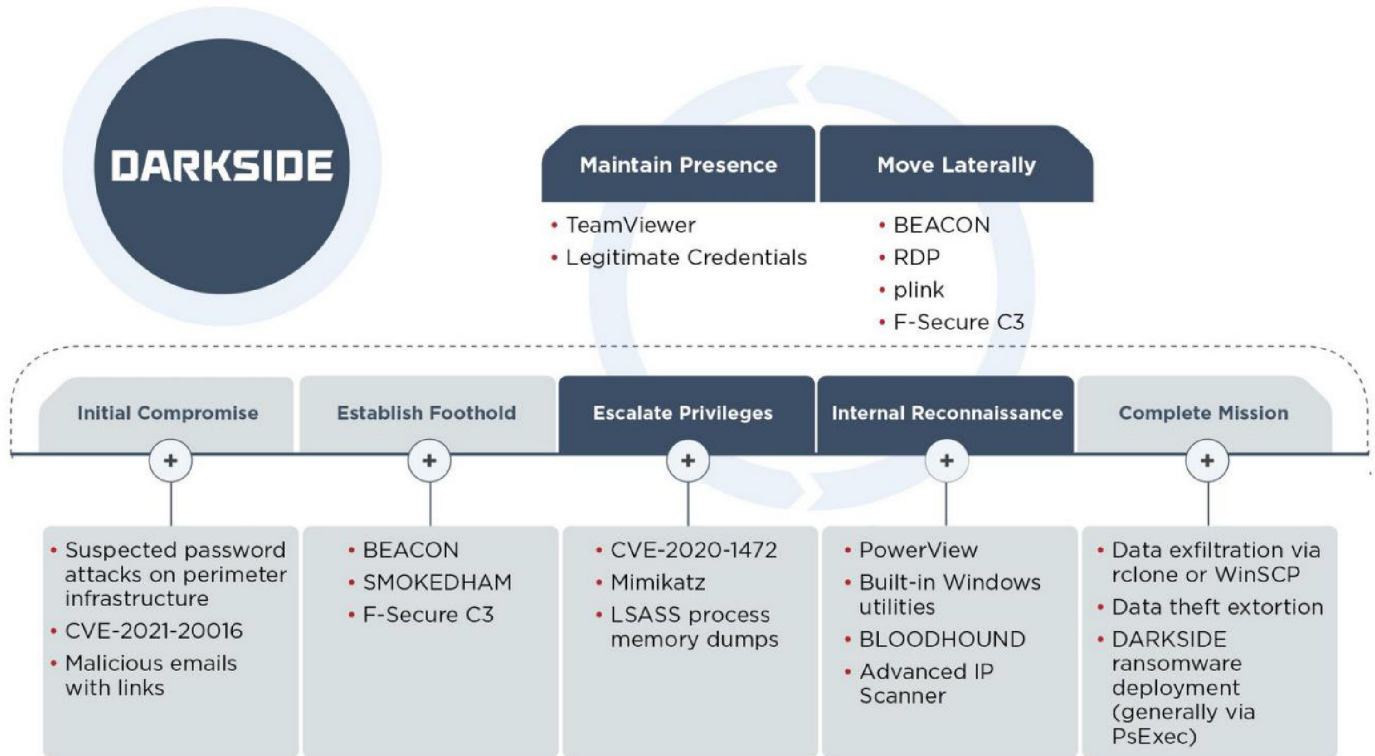 DARKSIDE
Maintain Presence
• TeamViewer
• Legitimate Credentials
Move Laterally
• BEACON
• RDP
• plink
• F-Secure C3
Initial Compromise
+
• Suspected password
attacks on perimeter
infrastructure
• CVE-2021-20016
• Malicious emails
with links
Establish Foothold
+
• BEACON
• SMOKEDHAM
• F-Secure C3
Escalate Privileges
+
• CVE-2020-1472
• Mimikatz
• LSASS process
memory dumps
Internal Reconnaissance
+
• PowerView
• Built-in Windows
utilities
• BLOODHOUND
• Advanced IP
Scanner
Complete Mission
+
• Data exfiltration via
rclone or WinSCP
• Data theft extortion
• DARKSIDE
ransomware
deployment
(generally via
PsExec)